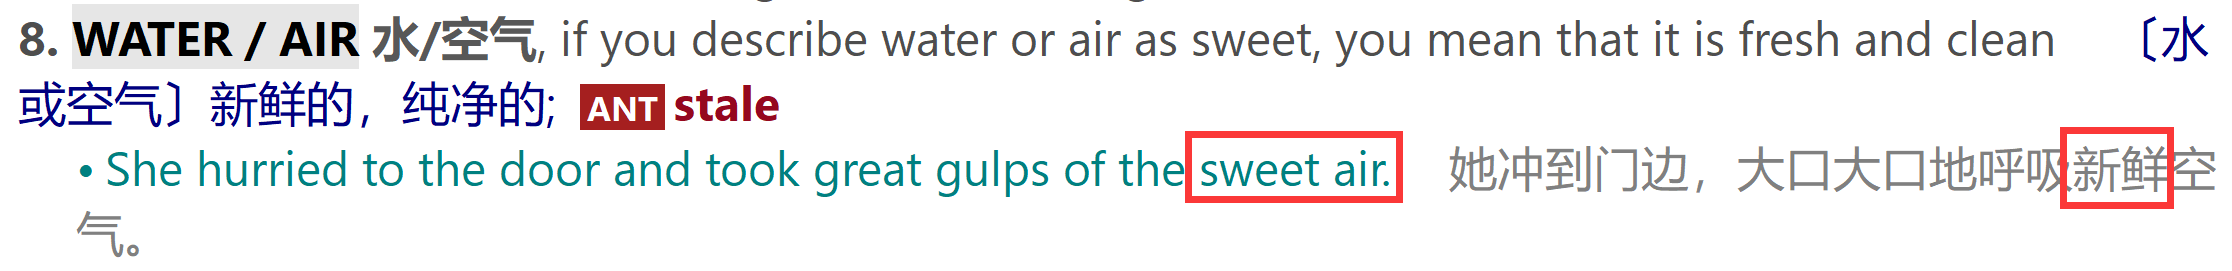 8. WATER / AIR 水/空气, if you describe water or air as sweet, you mean that it is fresh and clean 〔水
或空气〕新鲜的，纯净的; ANT stale
• She hurried to the door and took great gulps of the sweet air. 她冲到门边，大口大口地呼吸新鲜空
气。